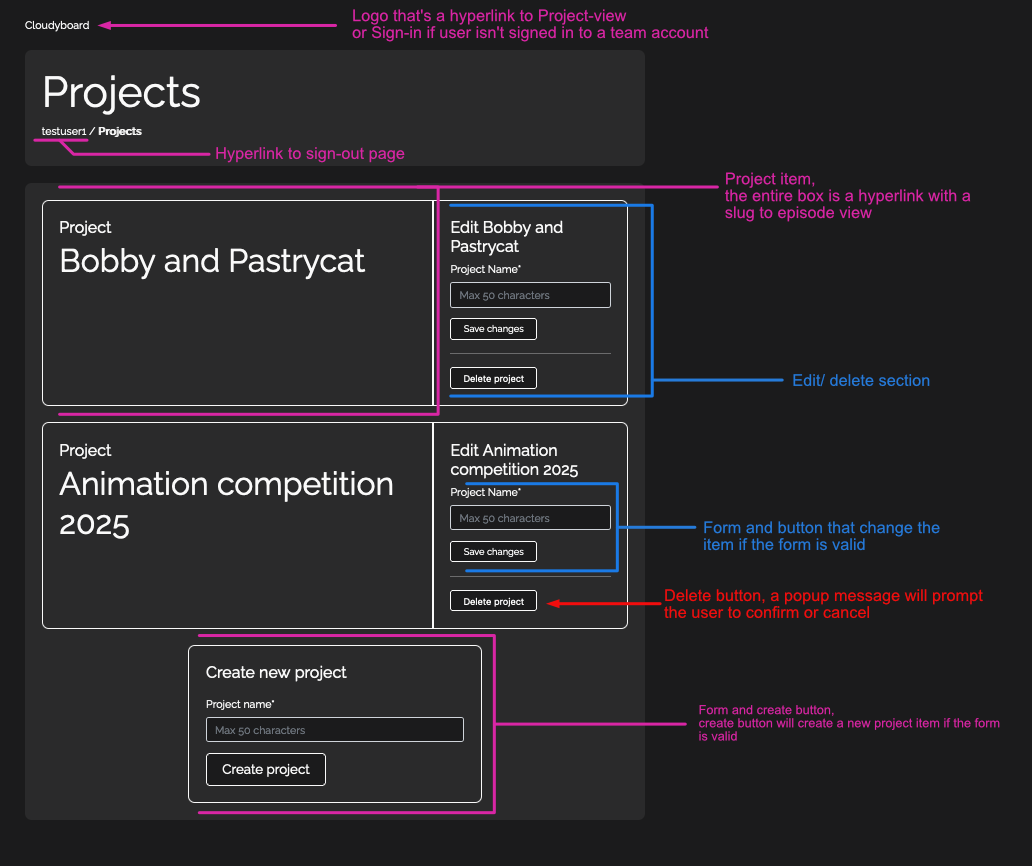 Logo that's a hyperlink to Project-view
or Sign-in if user isn't signed in to a team account
Cloudyboard
Projects
testuser1 / Projects
Hyperlink to sign-out page
Project item,
the entire box is a hyperlink with a
slug to episode view
Project
Bobby and Pastrycat
Edit Bobby and
Pastrycat
Project Name*
Max 50 characters
Save changes
Delete project
Edit/ delete section
Project
Animation competition
2025
Edit Animation
competition 2025
Project Name*
Max 50 characters
Save changes
Delete project
Form and button that change the
item if the form is valid
Delete button, a popup message will prompt
the user to confirm or cancel
Create new project
Project name*
Max 50 characters
Create project
Form and create button,
create button will create a new project item if the form
is valid